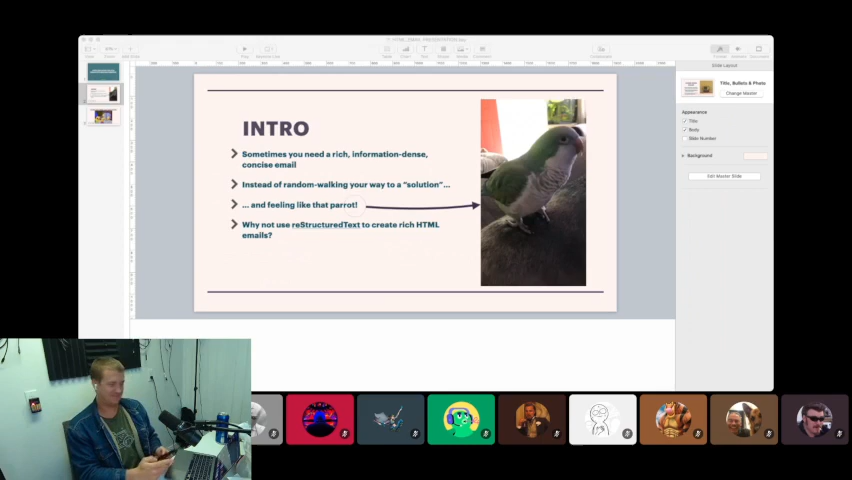 INTRO
Sometimes you need a rich, information-dense,
concise email
Instead of random-walking your way to a “solution”…
… and feeling like that parrot!
Why not use reStructuredText to create rich HTML
emails?
Slide Layout
Title, Bullets & Photo
Change Master
Appearance
Title
Body
Slide Number
Background
Edit Master Slide